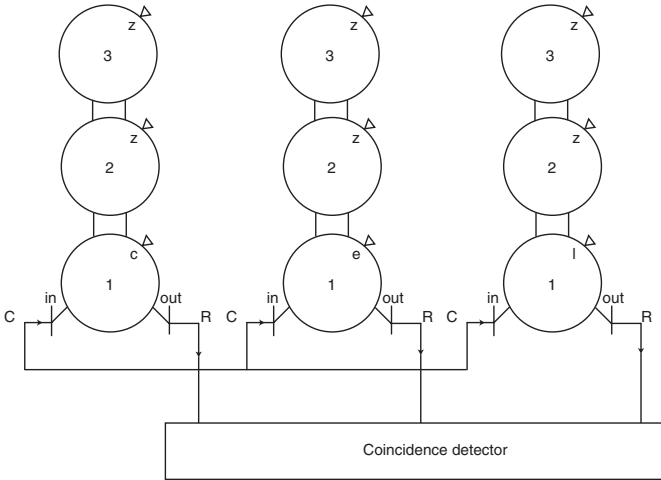 z z z
3 3 3
z z z
2 2 2
c e l
1 1 1
in out in out in out
C R C R C R
Coincidence detector